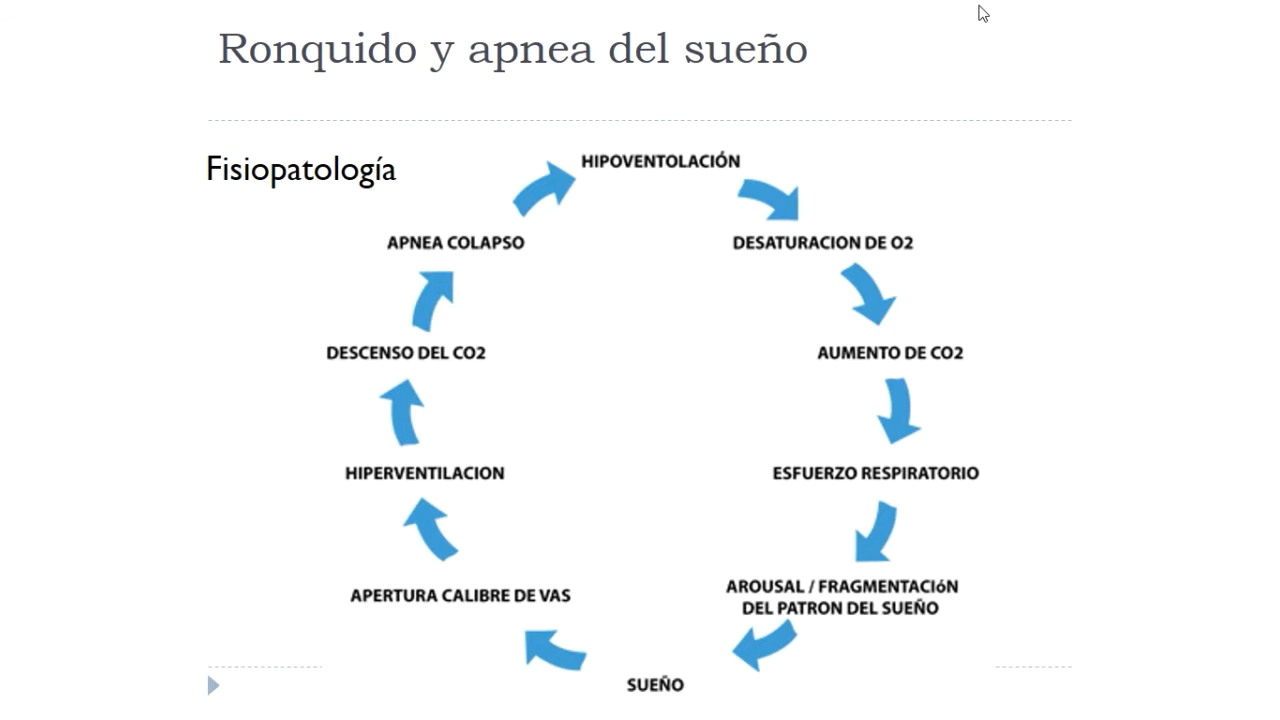 Ronquido y apnea del sueño
Fisiopatología
HIPOVENTOLACIÓN
DESATURACION DE O2
AUMENTO DE CO2
ESFUERZO RESPIRATORIO
AROUSAL / FRAGMENTACIóN
DEL PATRON DEL SUEÑO
SUEÑO
APERTURA CALIBRE DE VAS
HIPERVENTILACION
DESCENSO DEL CO2
APNEA COLAPSO